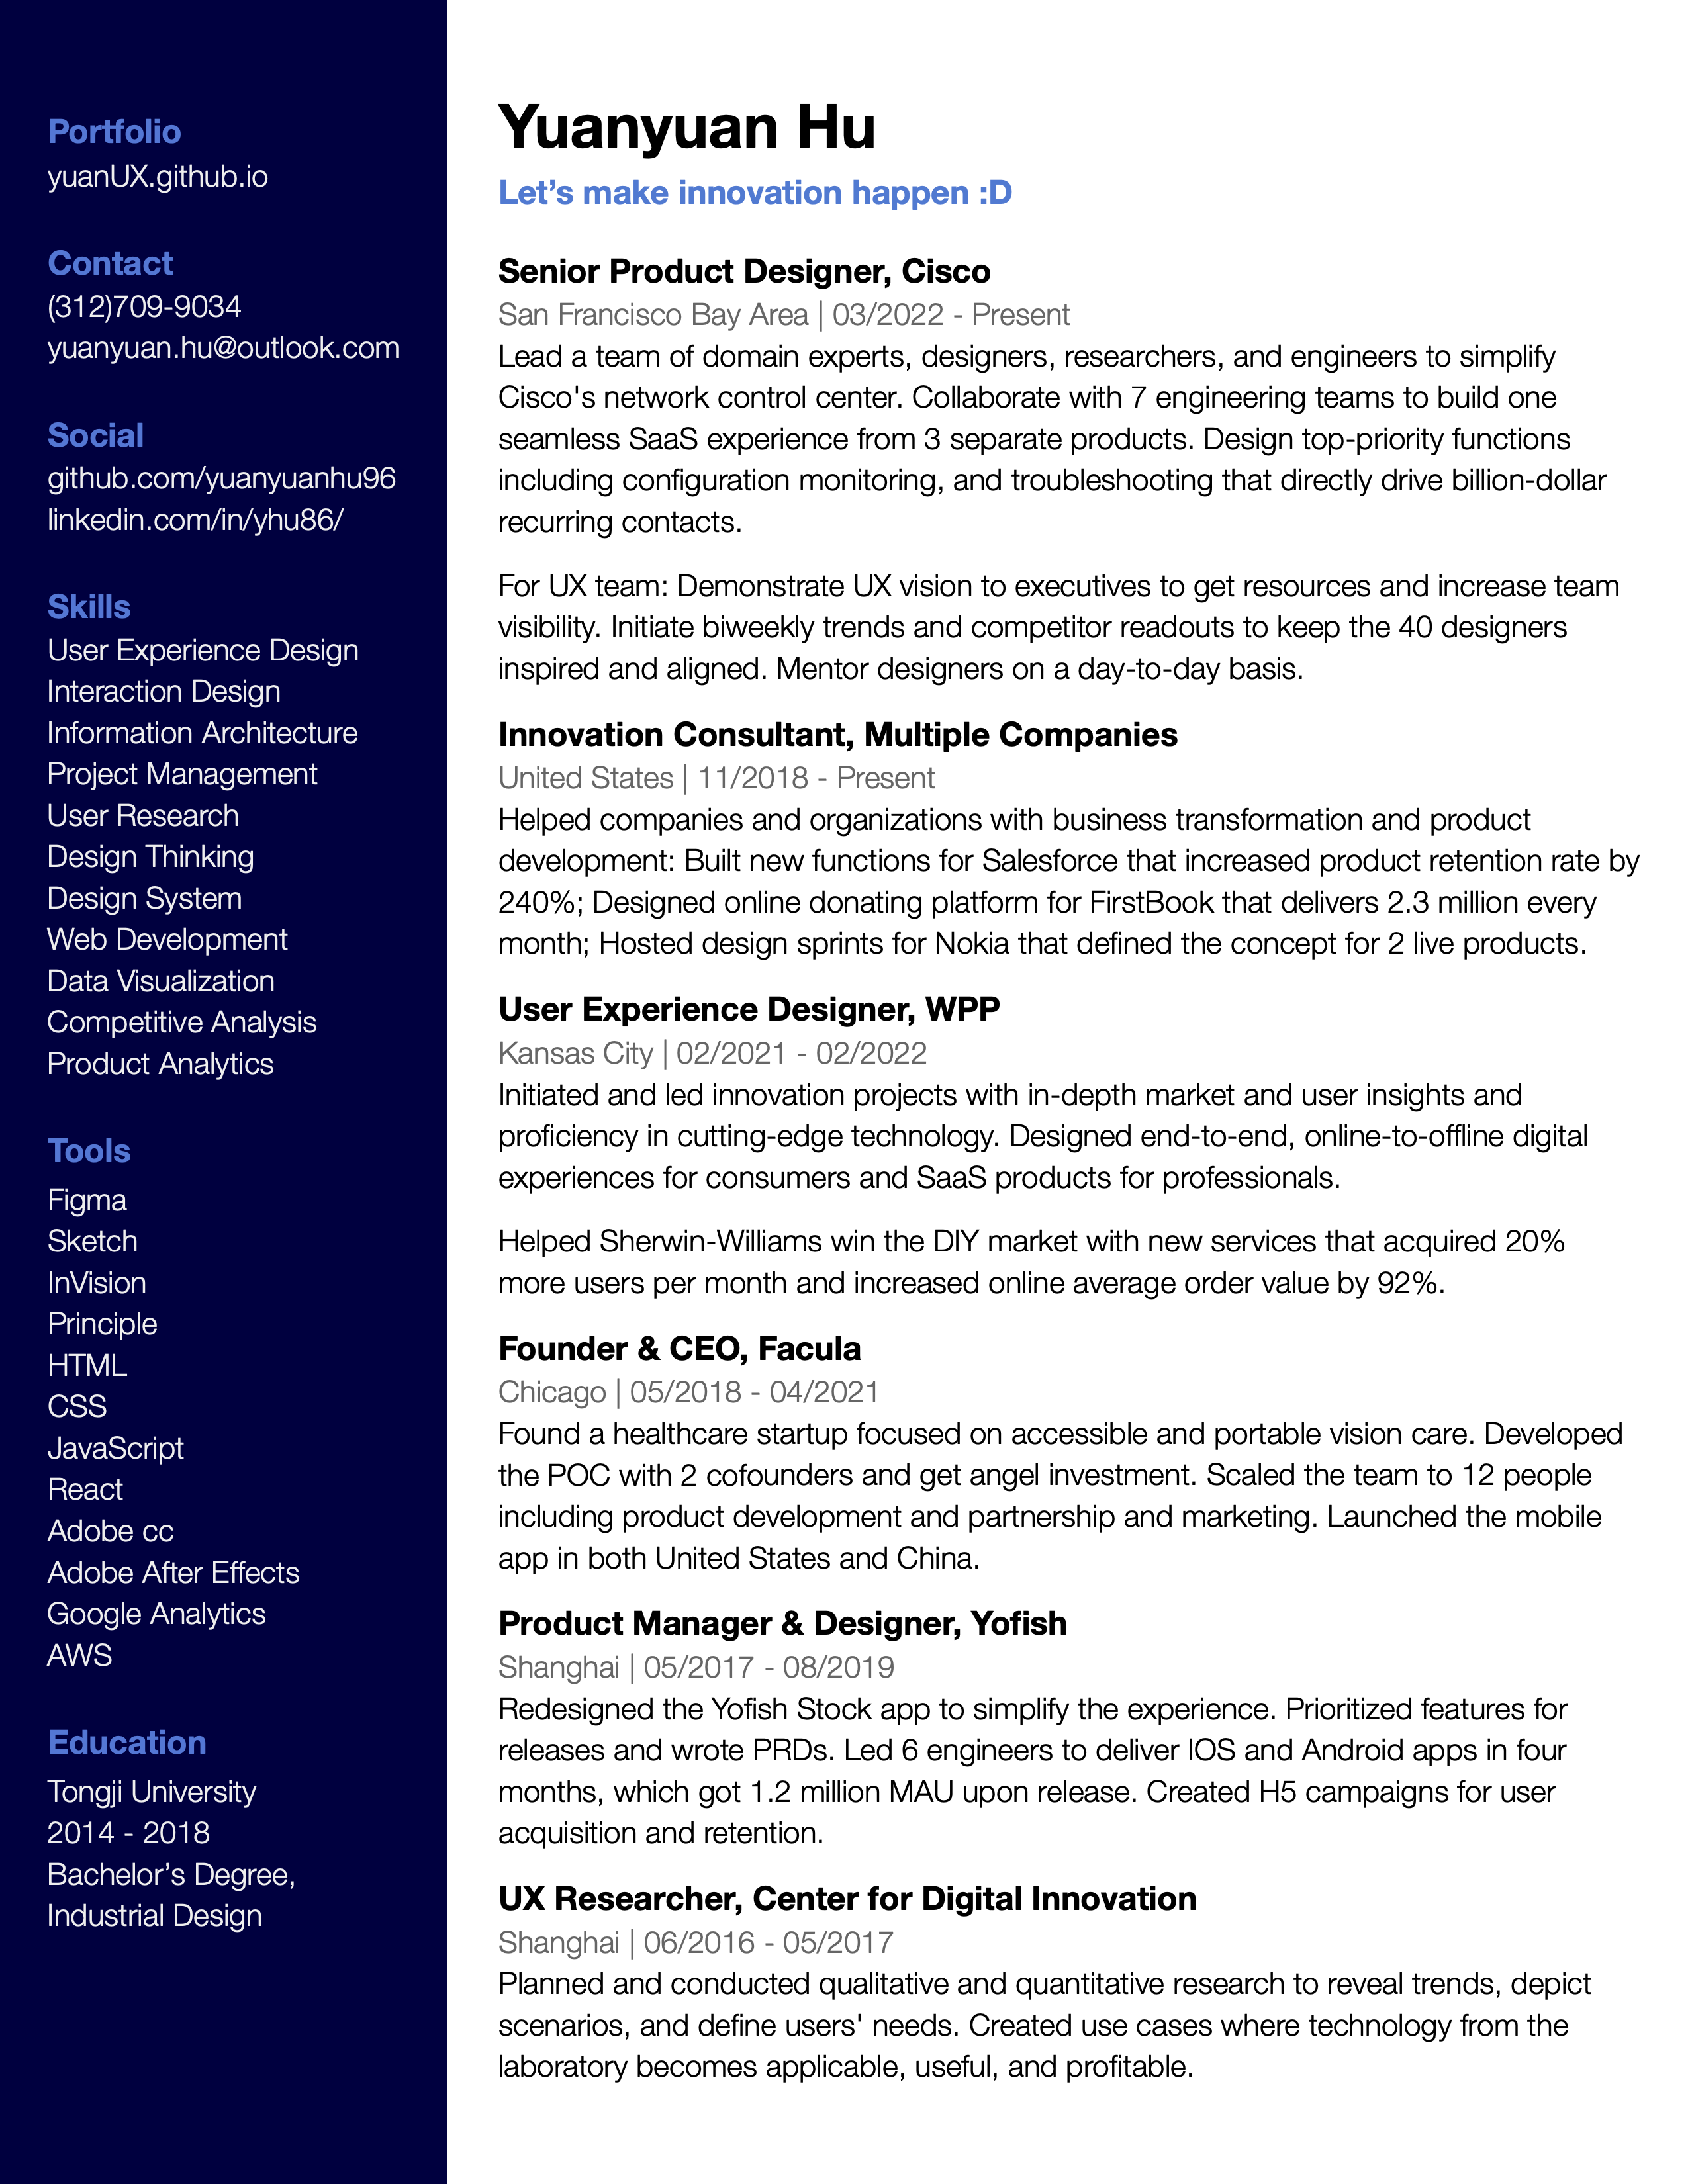 Portfolio
yuanUX.github.io
Contact
(312)709-9034
yuanyuan.hu@outlook.com
Social
github.com/yuanyuanhu96
linkedin.com/in/yhu86/
Skills
User Experience Design
Interaction Design
Information Architecture
Project Management
User Research
Design Thinking
Design System
Web Development
Data Visualization
Competitive Analysis
Product Analytics
Tools
Figma
Sketch
InVision
Principle
HTML
CSS
JavaScript
React
Adobe cc
Adobe After Effects
Google Analytics
AWS
Education
Tongji University
2014 - 2018
Bachelor’s Degree,
Industrial Design
Yuanyuan Hu
Let’s make innovation happen :D
Senior Product Designer, Cisco
San Francisco Bay Area | 03/2022 - Present
Lead a team of domain experts, designers, researchers, and engineers to simplify
Cisco's network control center. Collaborate with 7 engineering teams to build one
seamless SaaS experience from 3 separate products. Design top-priority functions
including configuration monitoring, and troubleshooting that directly drive billion-dollar
recurring contacts.
For UX team: Demonstrate UX vision to executives to get resources and increase team
visibility. Initiate biweekly trends and competitor readouts to keep the 40 designers
inspired and aligned. Mentor designers on a day-to-day basis.
Innovation Consultant, Multiple Companies
United States | 11/2018 - Present
Helped companies and organizations with business transformation and product
development: Built new functions for Salesforce that increased product retention rate by
240%; Designed online donating platform for FirstBook that delivers 2.3 million every
month; Hosted design sprints for Nokia that defined the concept for 2 live products.
User Experience Designer, WPP
Kansas City | 02/2021 - 02/2022
Initiated and led innovation projects with in-depth market and user insights and
proficiency in cutting-edge technology. Designed end-to-end, online-to-offline digital
experiences for consumers and SaaS products for professionals.
Helped Sherwin-Williams win the DIY market with new services that acquired 20%
more users per month and increased online average order value by 92%.
Founder & CEO, Facula
Chicago | 05/2018 - 04/2021
Found a healthcare startup focused on accessible and portable vision care. Developed
the POC with 2 cofounders and get angel investment. Scaled the team to 12 people
including product development and partnership and marketing. Launched the mobile
app in both United States and China.
Product Manager & Designer, Yofish
Shanghai | 05/2017 - 08/2019
Redesigned the Yofish Stock app to simplify the experience. Prioritized features for
releases and wrote PRDs. Led 6 engineers to deliver IOS and Android apps in four
months, which got 1.2 million MAU upon release. Created H5 campaigns for user
acquisition and retention.
UX Researcher, Center for Digital Innovation
Shanghai | 06/2016 - 05/2017
Planned and conducted qualitative and quantitative research to reveal trends, depict
scenarios, and define users' needs. Created use cases where technology from the
laboratory becomes applicable, useful, and profitable.